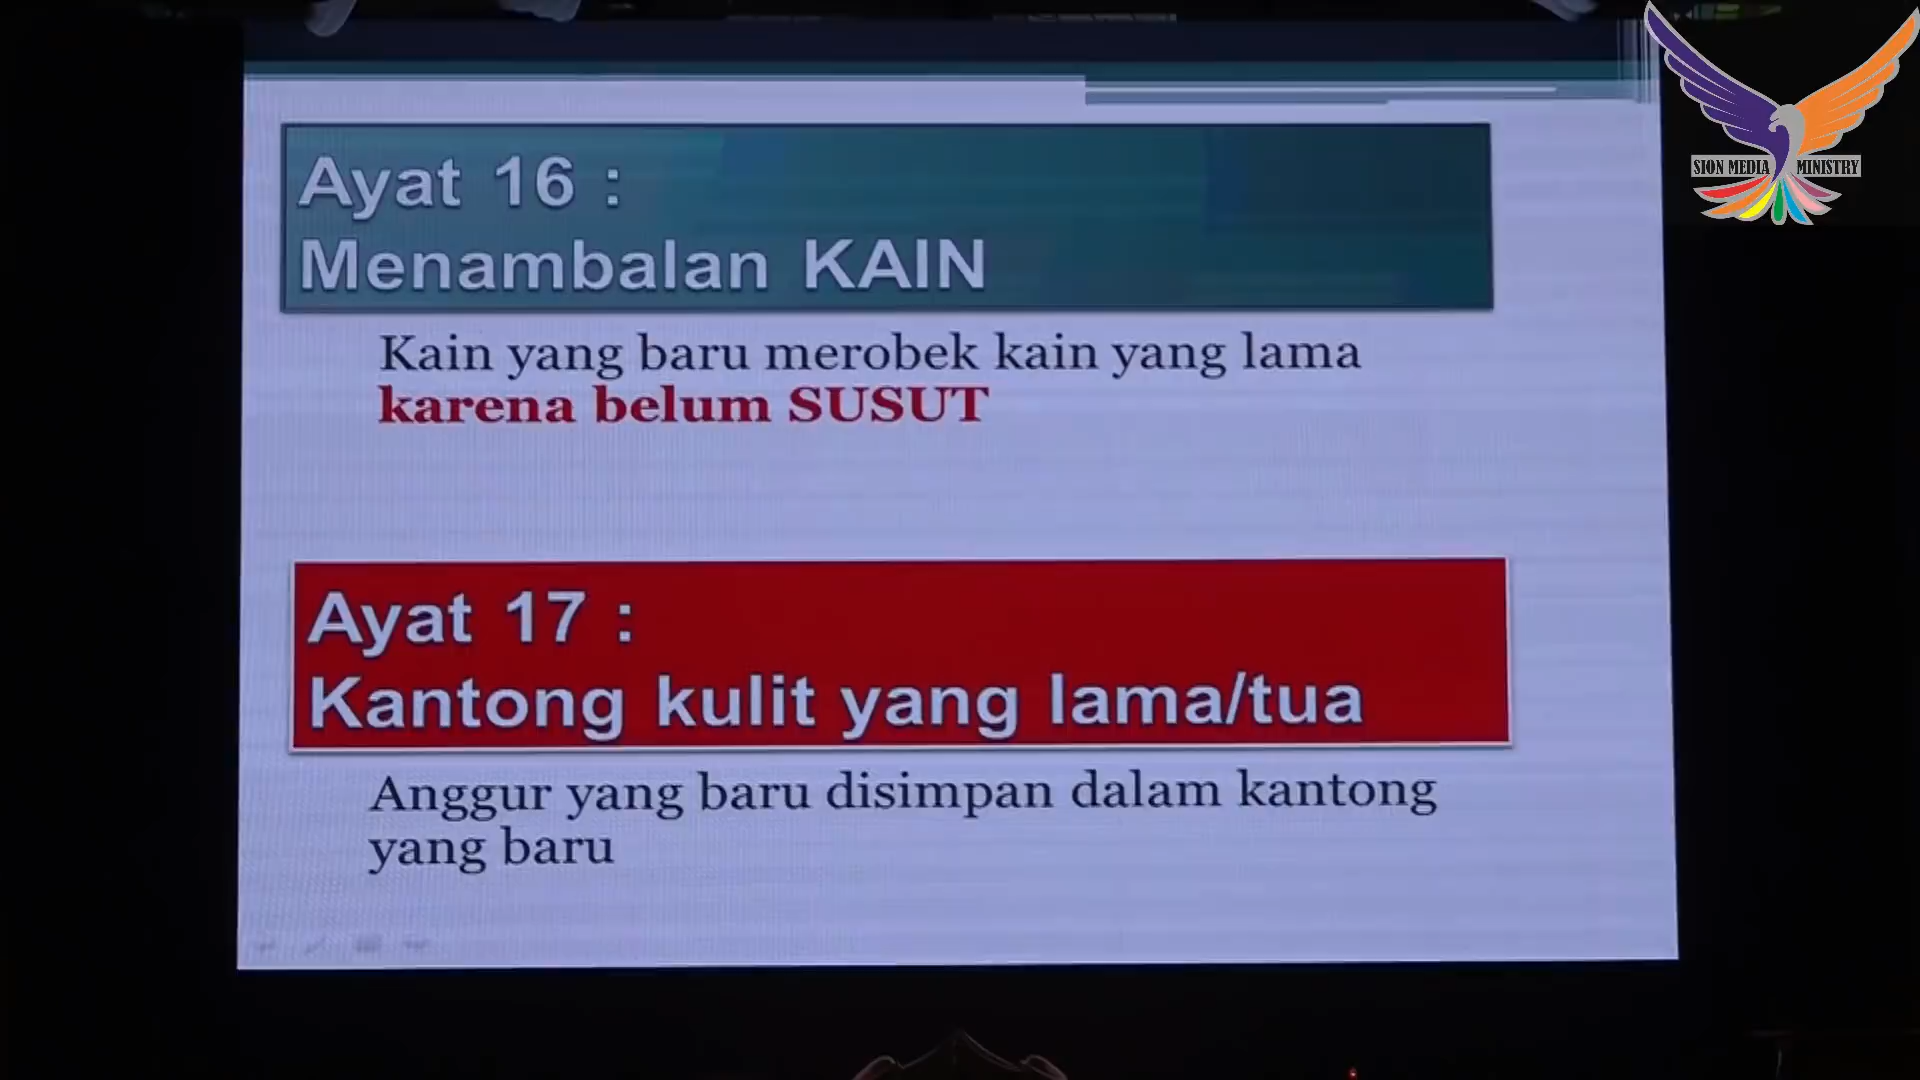 SION MEDIA MINISTRY
Ayat 16 :
Menambalan KAIN
Kain yang baru merobek kain yang lama
karena belum SUSUT
Ayat 17 :
Kantong kulit yang lama/tua
Anggur yang baru disimpan dalam kantong
yang baru